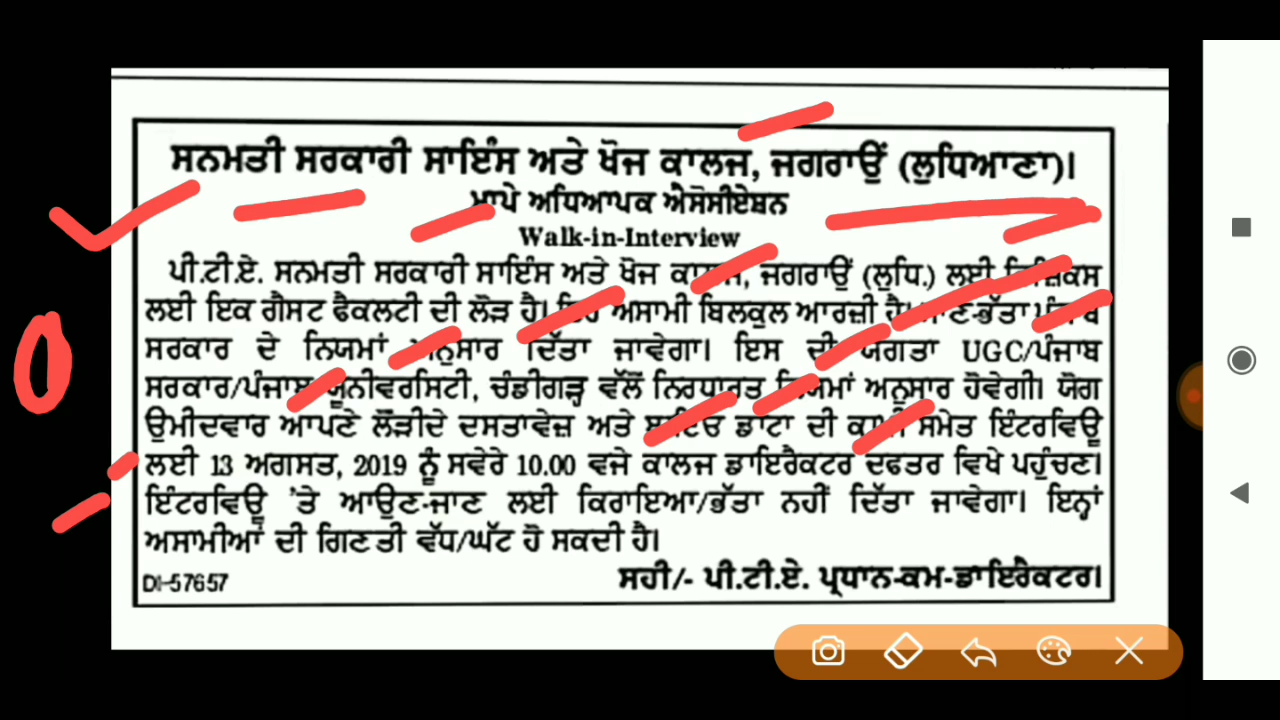 ਸਨਮਤੀ ਸਰਕਾਰੀ ਸਾਇੰਸ ਅਤੇ ਖੋਜ ਕਾਲਜ, ਜਗਰਾਉਂ (ਲੁਧਿਆਣਾ)।
ਮਾਪੇ ਅਧਿਆਪਕ ਐਸੋਸੀਏਸ਼ਨ
Walk-in-Interview
ਪੀ.ਟੀ.ਏ. ਸਨਮਤੀ ਸਰਕਾਰੀ ਸਾਇੰਸ ਅਤੇ ਖੋਜ ਕਾਲਜ, ਜਗਰਾਉਂ (ਲੁਧਿ.) ਲਈ ਫਿਜ਼ਿਕਸ
ਲਈ ਇਕ ਗੈਸਟ ਫੈਕਲਟੀ ਦੀ ਲੋੜ ਹੈ। ਇਹ ਅਸਾਮੀ ਬਿਲਕੁਲ ਆਰਜ਼ੀ ਹੈ। ਮਾਣ-ਭੱਤਾ ਪੰਜਾਬ
ਸਰਕਾਰ ਦੇ ਨਿਯਮਾਂ ਅਨੁਸਾਰ ਦਿੱਤਾ ਜਾਵੇਗਾ। ਇਸ ਦੀ ਯੋਗਤਾ UGC/ਪੰਜਾਬ
ਸਰਕਾਰ/ਪੰਜਾਬ ਯੂਨੀਵਰਸਿਟੀ, ਚੰਡੀਗੜ੍ਹ ਵੱਲੋਂ ਨਿਰਧਾਰਤ ਨਿਯਮਾਂ ਅਨੁਸਾਰ ਹੋਵੇਗੀ। ਯੋਗ
ਉਮੀਦਵਾਰ ਆਪਣੇ ਲੋੜੀਦੇ ਦਸਤਾਵੇਜ਼ ਅਤੇ ਬਾਇਓ ਡਾਟਾ ਦੀ ਕਾਪੀ ਸਮੇਤ ਇੰਟਰਵਿਊ
ਲਈ 13 ਅਗਸਤ, 2019 ਨੂੰ ਸਵੇਰੇ 10.00 ਵਜੇ ਕਾਲਜ ਡਾਇਰੈਕਟਰ ਦਫਤਰ ਵਿਖੇ ਪਹੁੰਚਣ।
ਇੰਟਰਵਿਊ 'ਤੇ ਆਉਣ-ਜਾਣ ਲਈ ਕਿਰਾਇਆ/ਭੱਤਾ ਨਹੀਂ ਦਿੱਤਾ ਜਾਵੇਗਾ। ਇਨ੍ਹਾਂ
ਅਸਾਮੀਆਂ ਦੀ ਗਿਣਤੀ ਵੱਧ/ਘੱਟ ਹੋ ਸਕਦੀ ਹੈ।
DI-57657
ਸਹੀ/- ਪੀ.ਟੀ.ਏ. ਪ੍ਰਧਾਨ-ਕਮ-ਡਾਇਰੈਕਟਰ।